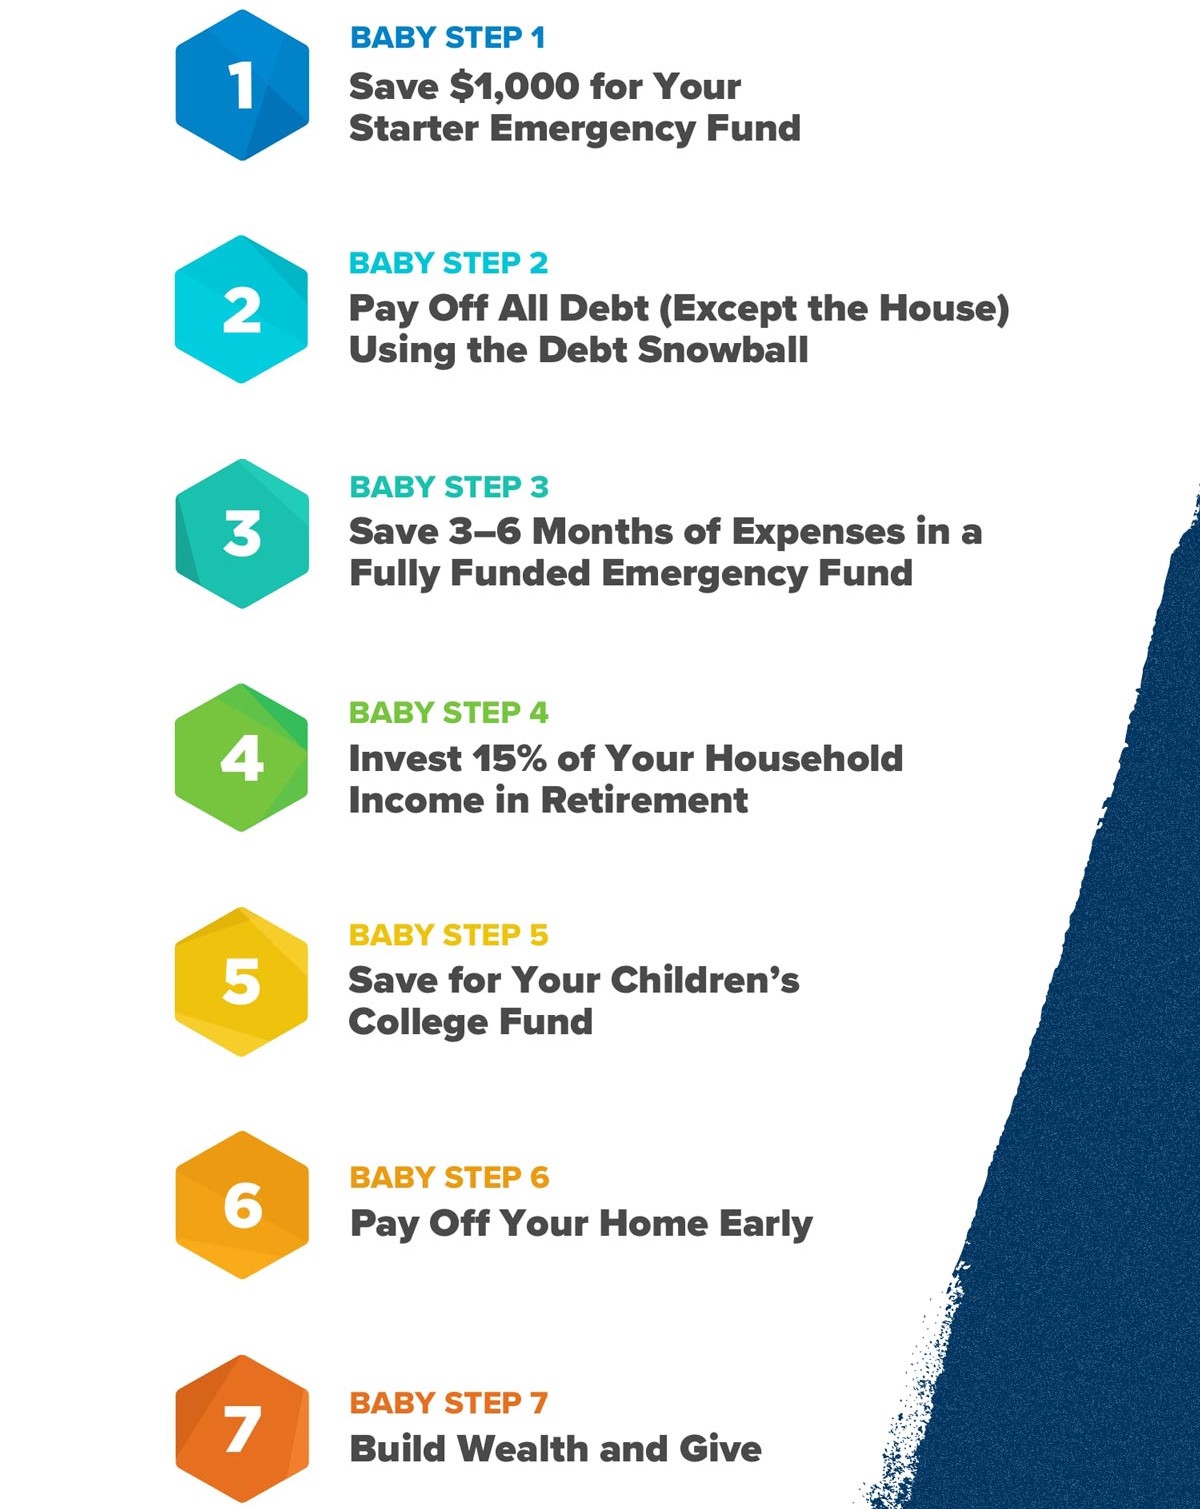 1
BABY STEP 1
Save $1,000 for Your
Starter Emergency Fund
2
BABY STEP 2
Pay Off All Debt (Except the House)
Using the Debt Snowball
3
BABY STEP 3
Save 3–6 Months of Expenses in a
Fully Funded Emergency Fund
4
BABY STEP 4
Invest 15% of Your Household
Income in Retirement
5
BABY STEP 5
Save for Your Children’s
College Fund
6
BABY STEP 6
Pay Off Your Home Early
7
BABY STEP 7
Build Wealth and Give